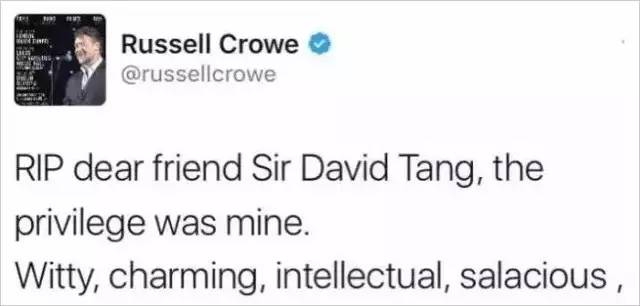 Russell Crowe
@russellcrowe
RIP dear friend Sir David Tang, the
privilege was mine.
Witty, charming, intellectual, salacious ,